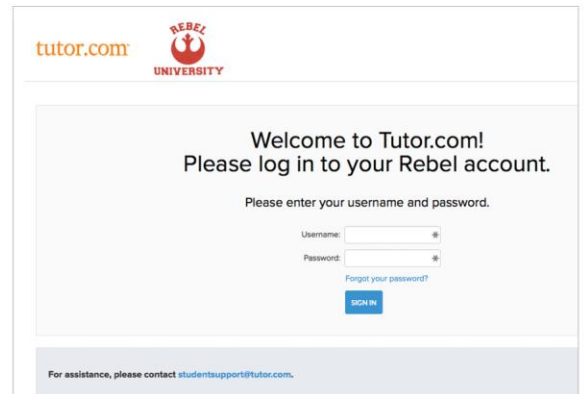 tutor.com
REBEL
UNIVERSITY
Welcome to Tutor.com!
Please log in to your Rebel account.
Please enter your username and password.
Username:
Password:
Forgot your password?
SIGN IN
For assistance, please contact studentsupport@tutor.com.